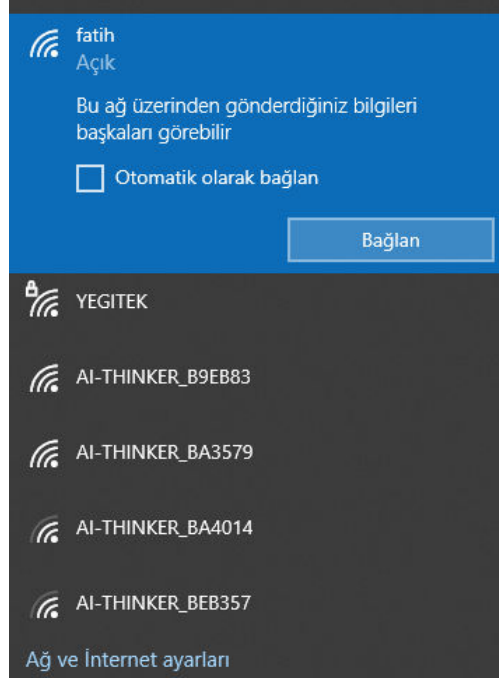 fatih
Açık
Bu ağ üzerinden gönderdiğiniz bilgileri
başkaları görebilir
Otomatik olarak bağlan
Bağlan
YEGITEK
AI-THINKER_B9EB83
AI-THINKER_BA3579
AI-THINKER_BA4014
AI-THINKER_BEB357
Ağ ve İnternet ayarları